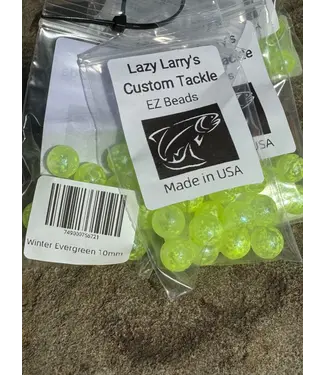 Lazy Larry's
Custom Tackle
EZ Beads
Made in USA
Winter Evergreen 10mm